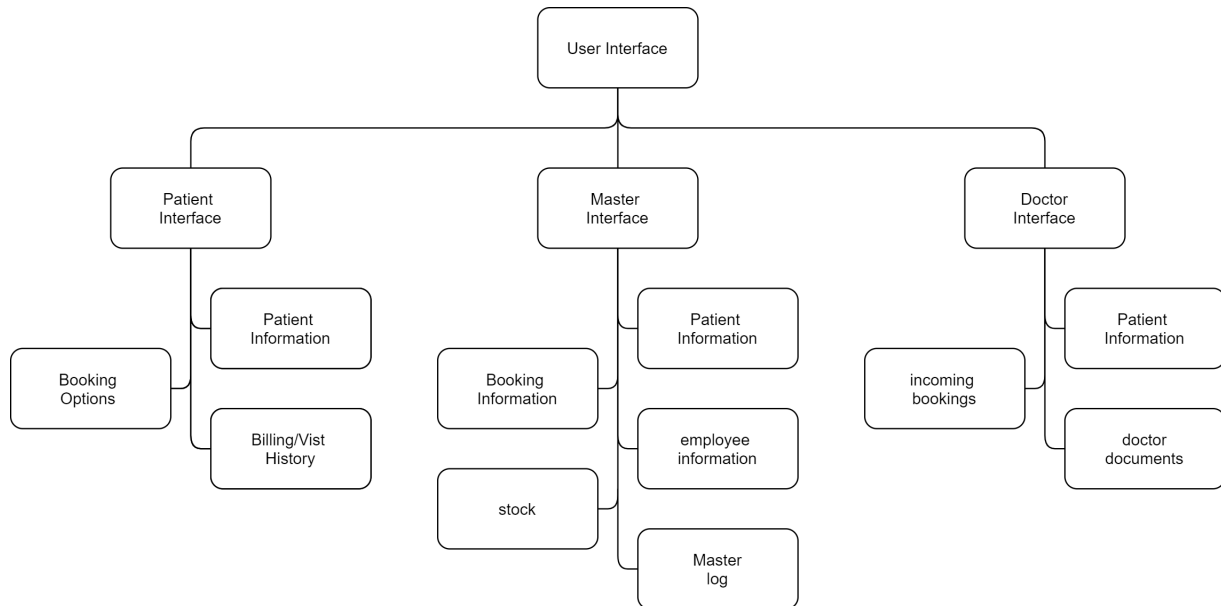 User Interface
Patient
Interface
Master
Interface
Doctor
Interface
Patient
Information
Booking
Options
Billing/Vist
History
Patient
Information
Booking
Information
employee
information
stock
Master
log
Patient
Information
incoming
bookings
doctor
documents